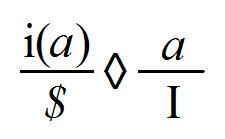 i(a) / $ ◊ a / I